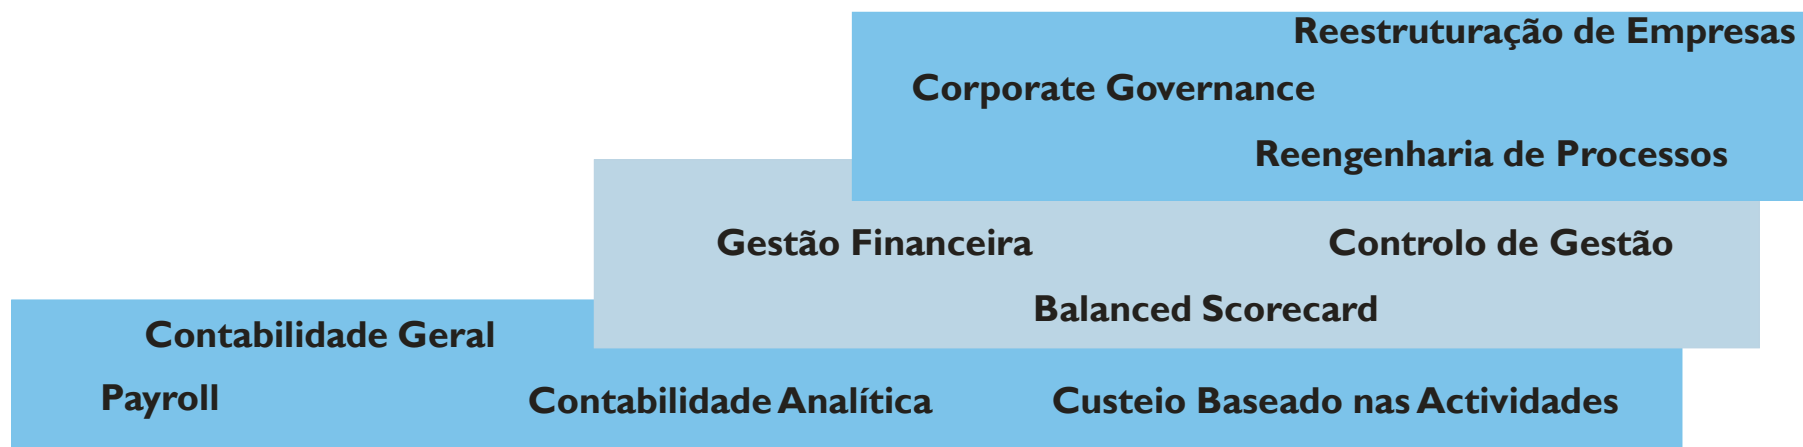 Reestruturação de Empresas
Corporate Governance
Reengenharia de Processos
Gestão Financeira
Controlo de Gestão
Balanced Scorecard
Contabilidade Geral
Payroll
Contabilidade Analítica
Custeio Baseado nas Actividades